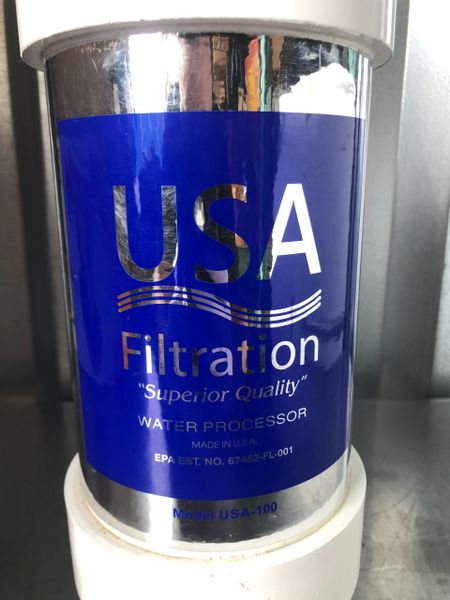 USA
Filtration
"Superior Quality"
WATER PROCESSOR
MADE IN U.S.A.
EPA EST. NO. 67462-FL-001
Model USA-100